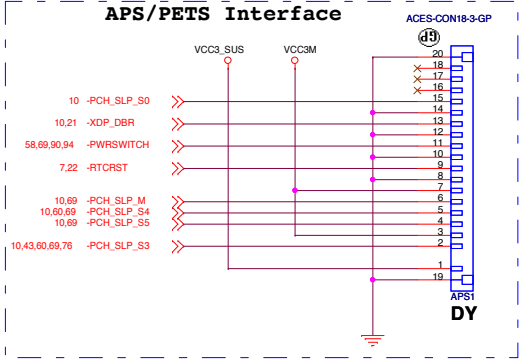 APS/PETS Interface
ACES-CON18-3-GP
GP
VCC3_SUS
VCC3M
20
18
17
16
10 -PCH_SLP_S0
15
14
10,21 -XDP_DBR
13
12
58,69,90,94 -PWRSWITCH
11
10
7,22 -RTCRST
9
8
7
10,69 -PCH_SLP_M
6
10,60,69 -PCH_SLP_S4
5
10,69 -PCH_SLP_S5
4
3
10,43,60,69,76 -PCH_SLP_S3
2
1
19
APS1
DY